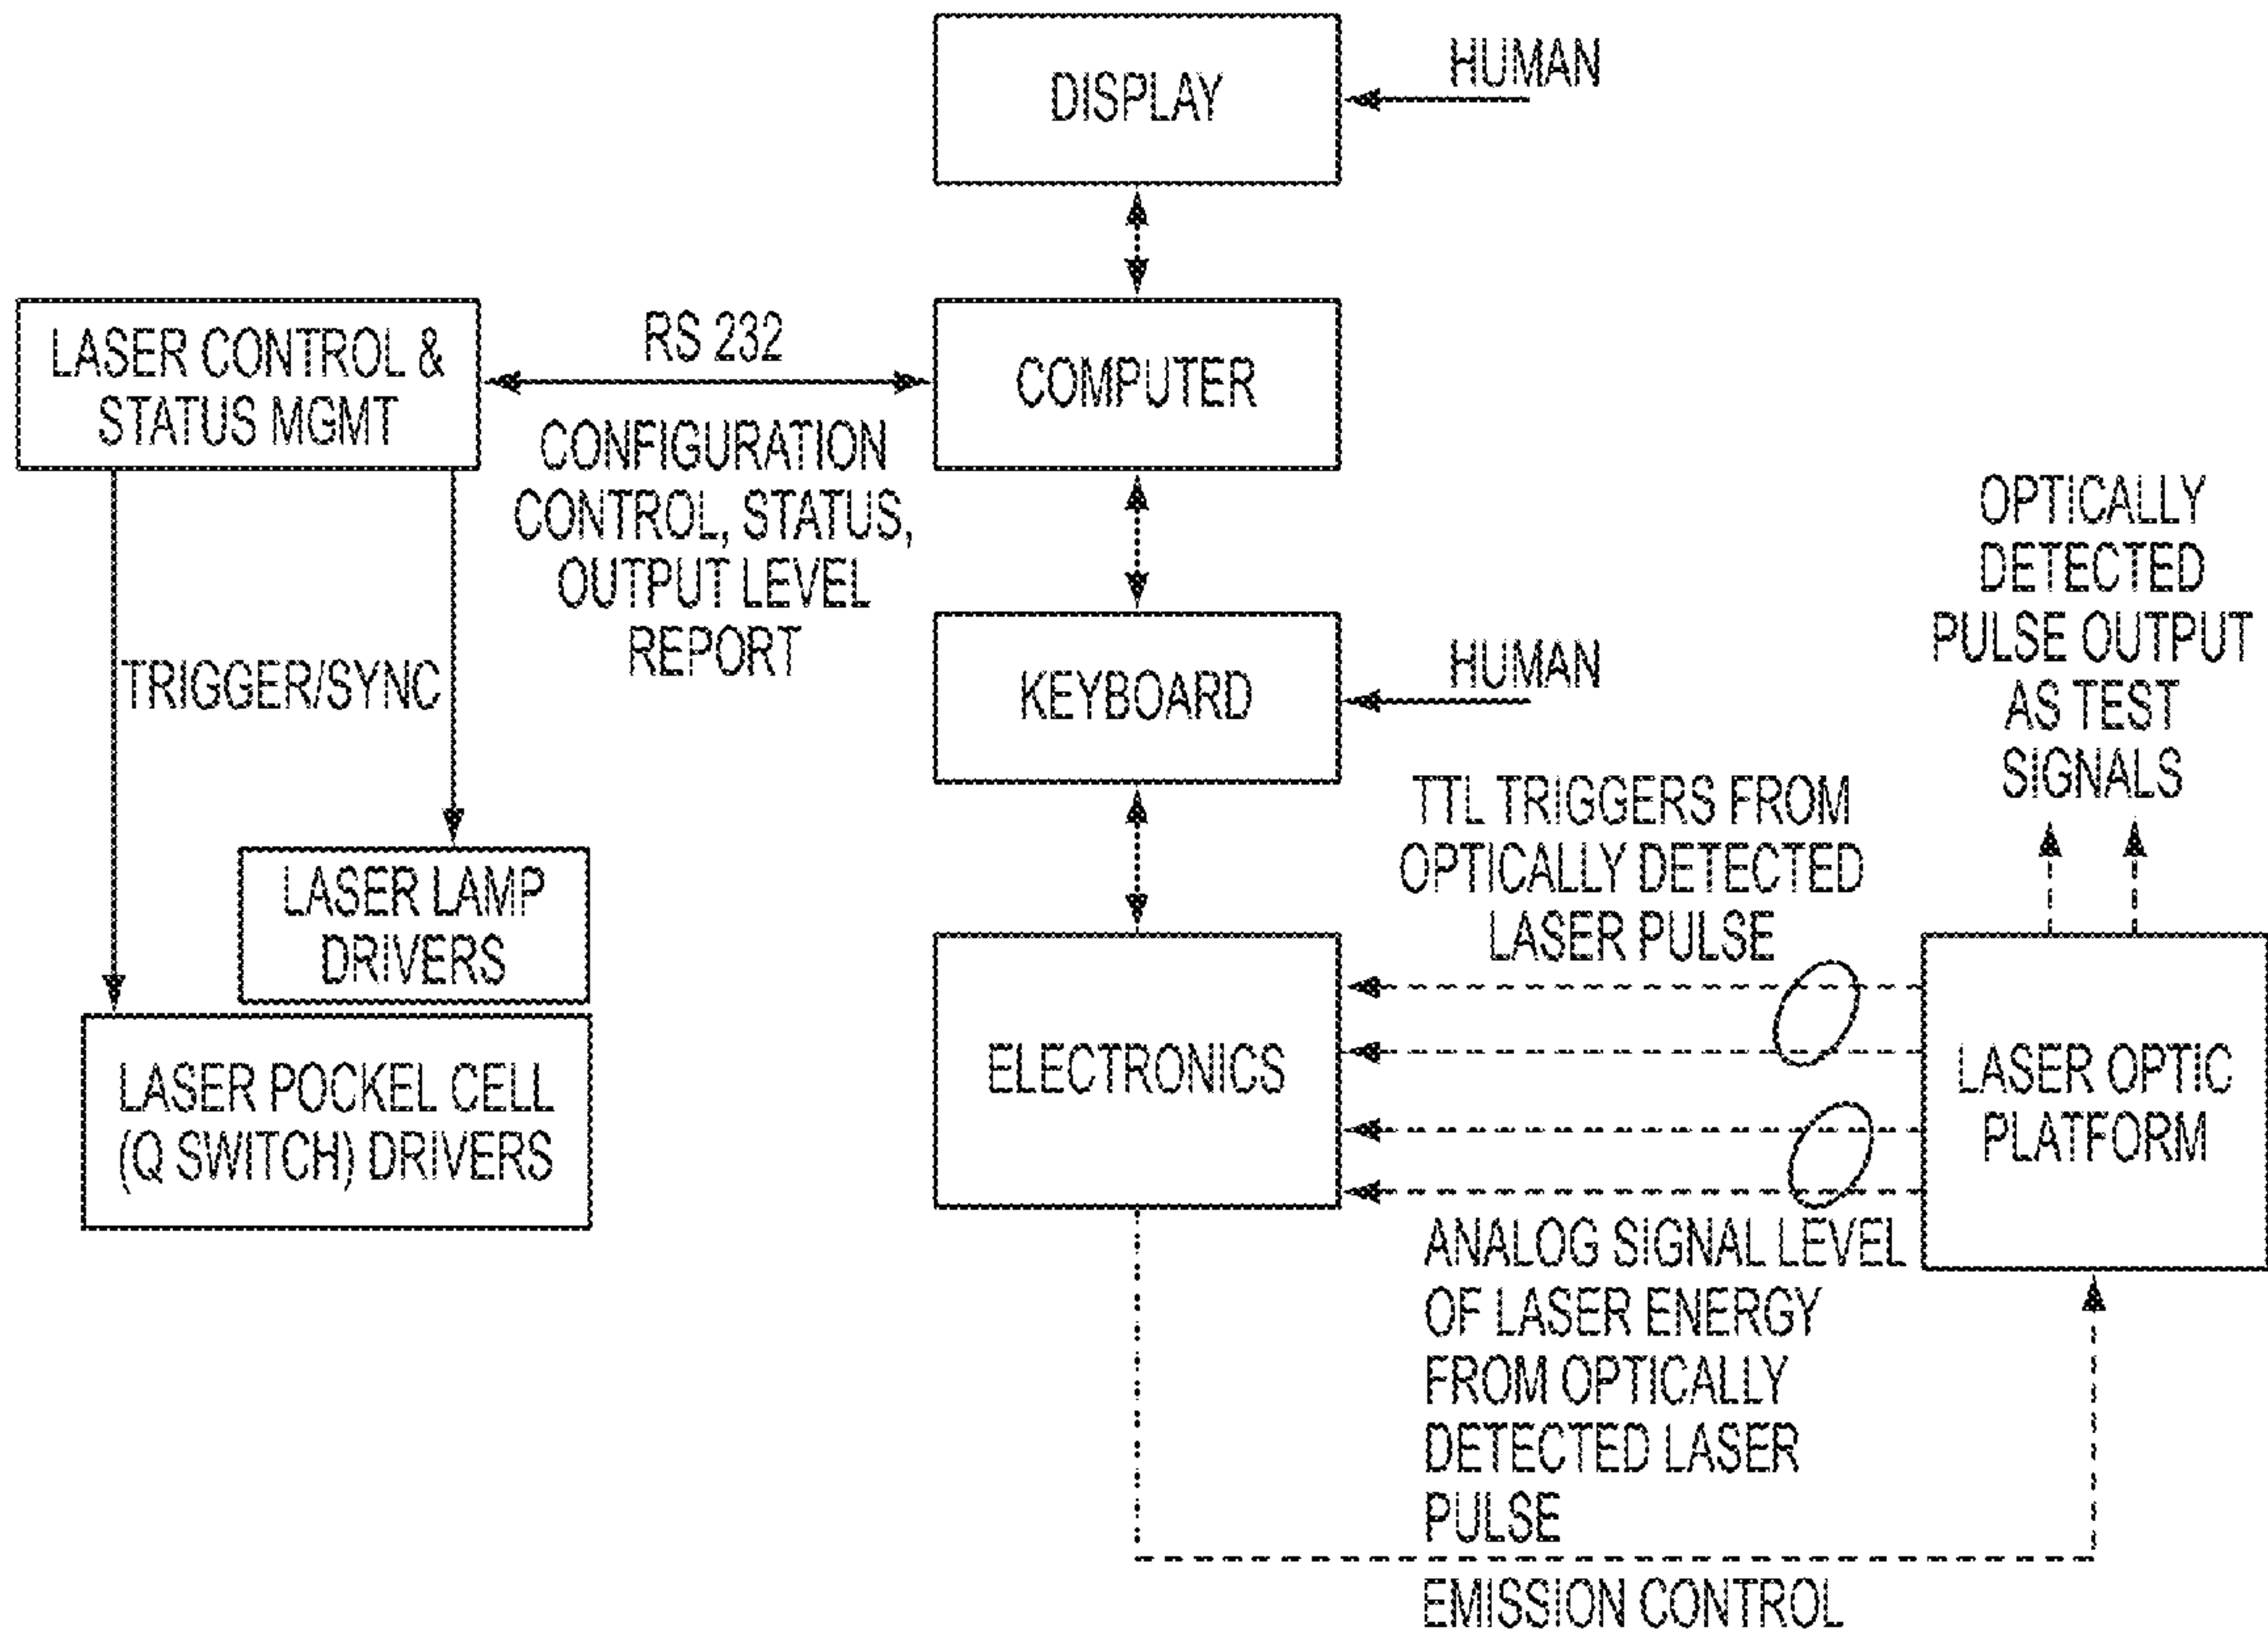 DISPLAY
HUMAN
LASER CONTROL &
STATUS MGMT
RS 232
CONFIGURATION
CONTROL, STATUS,
OUTPUT LEVEL
REPORT
COMPUTER
TRIGGER/SYNC
KEYBOARD
HUMAN
OPTICALLY
DETECTED
PULSE OUTPUT
AS TEST
SIGNALS
LASER LAMP
DRIVERS
LASER POCKEL CELL
(Q SWITCH) DRIVERS
TTL TRIGGERS FROM
OPTICALLY DETECTED
LASER PULSE
ELECTRONICS
LASER OPTIC
PLATFORM
ANALOG SIGNAL LEVEL
OF LASER ENERGY
FROM OPTICALLY
DETECTED LASER
PULSE
EMISSION CONTROL